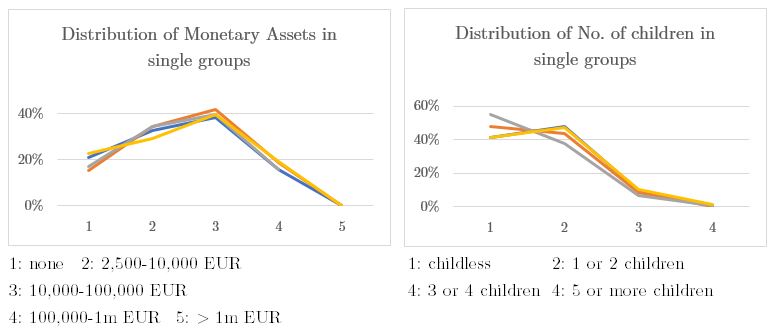 Distribution of Monetary Assets in
single groups
40%
20%
0%
1 2 3 4 5
1: none 2: 2,500-10,000 EUR
3: 10,000-100,000 EUR
4: 100,000-1m EUR 5: > 1m EUR
Distribution of No. of children in
single groups
60%
40%
20%
0%
1 2 3 4
1: childless 2: 1 or 2 children
4: 3 or 4 children 4: 5 or more children